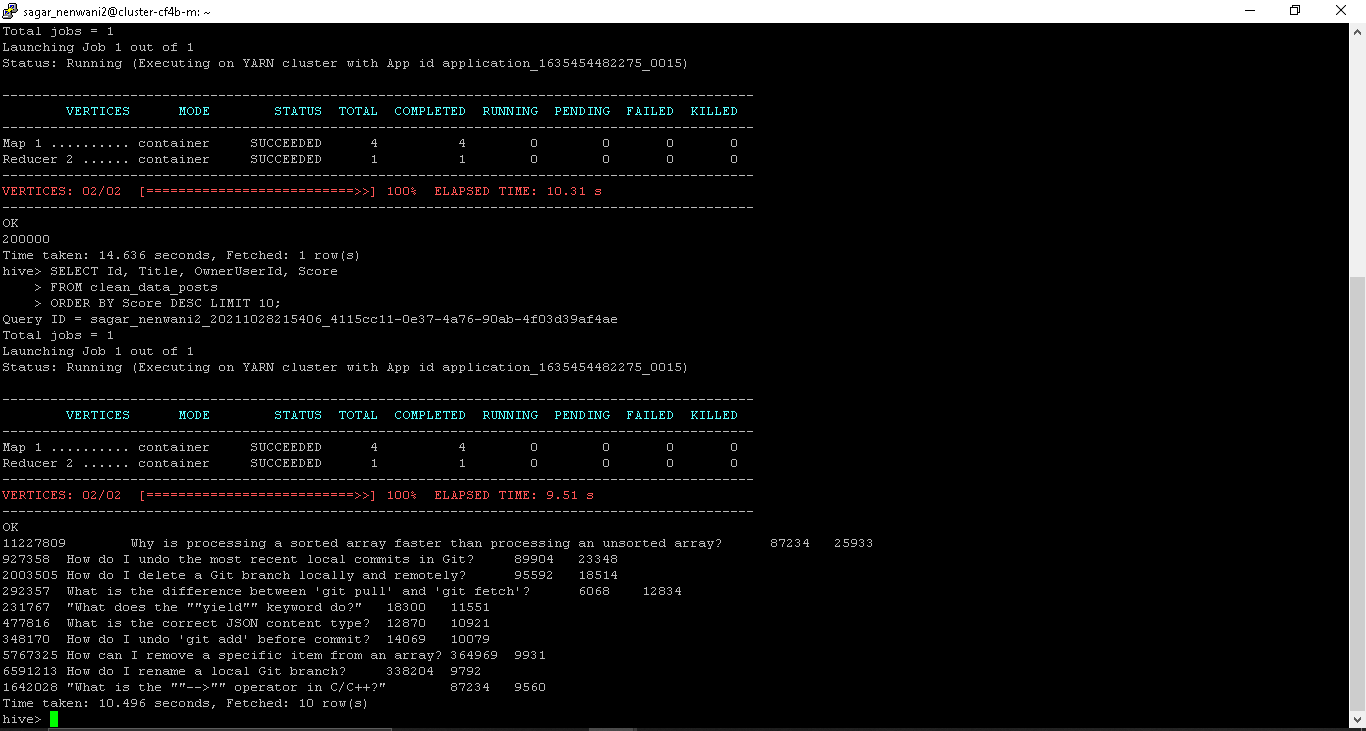 sagar_nenwani2@cluster-cf4b-m: ~
Total jobs = 1
Launching Job 1 out of 1
Status: Running (Executing on YARN cluster with App id application_1635454482275_0015)
----------------------------------------------------------------------------------------------
VERTICES MODE STATUS TOTAL COMPLETED RUNNING PENDING FAILED KILLED
----------------------------------------------------------------------------------------------
Map 1 .......... container SUCCEEDED 4 4 0 0 0 0
Reducer 2 ...... container SUCCEEDED 1 1 0 0 0 0
----------------------------------------------------------------------------------------------
VERTICES: 02/02 [==========================>>] 100% ELAPSED TIME: 10.31 s
----------------------------------------------------------------------------------------------
OK
200000
Time taken: 14.636 seconds, Fetched: 1 row(s)
hive> SELECT Id, Title, OwnerUserId, Score
> FROM clean_data_posts
> ORDER BY Score DESC LIMIT 10;
Query ID = sagar_nenwani2_20211028215406_4115cc11-0e37-4a76-90ab-4f03d39af4ae
Total jobs = 1
Launching Job 1 out of 1
Status: Running (Executing on YARN cluster with App id application_1635454482275_0015)
----------------------------------------------------------------------------------------------
VERTICES MODE STATUS TOTAL COMPLETED RUNNING PENDING FAILED KILLED
----------------------------------------------------------------------------------------------
Map 1 .......... container SUCCEEDED 4 4 0 0 0 0
Reducer 2 ...... container SUCCEEDED 1 1 0 0 0 0
----------------------------------------------------------------------------------------------
VERTICES: 02/02 [==========================>>] 100% ELAPSED TIME: 9.51 s
----------------------------------------------------------------------------------------------
OK
11227809 Why is processing a sorted array faster than processing an unsorted array? 87234 25933
927358 How do I undo the most recent local commits in Git? 89904 23348
2003505 How do I delete a Git branch locally and remotely? 95592 18514
292357 What is the difference between 'git pull' and 'git fetch'? 6068 12834
231767 "What does the ""yield"" keyword do?" 18300 11551
477816 What is the correct JSON content type? 12870 10921
348170 How do I undo 'git add' before commit? 14069 10079
5767325 How can I remove a specific item from an array? 364969 9931
6591213 How do I rename a local Git branch? 338204 9792
1642028 "What is the ""-->"" operator in C/C++?" 87234 9560
Time taken: 10.496 seconds, Fetched: 10 row(s)
hive>